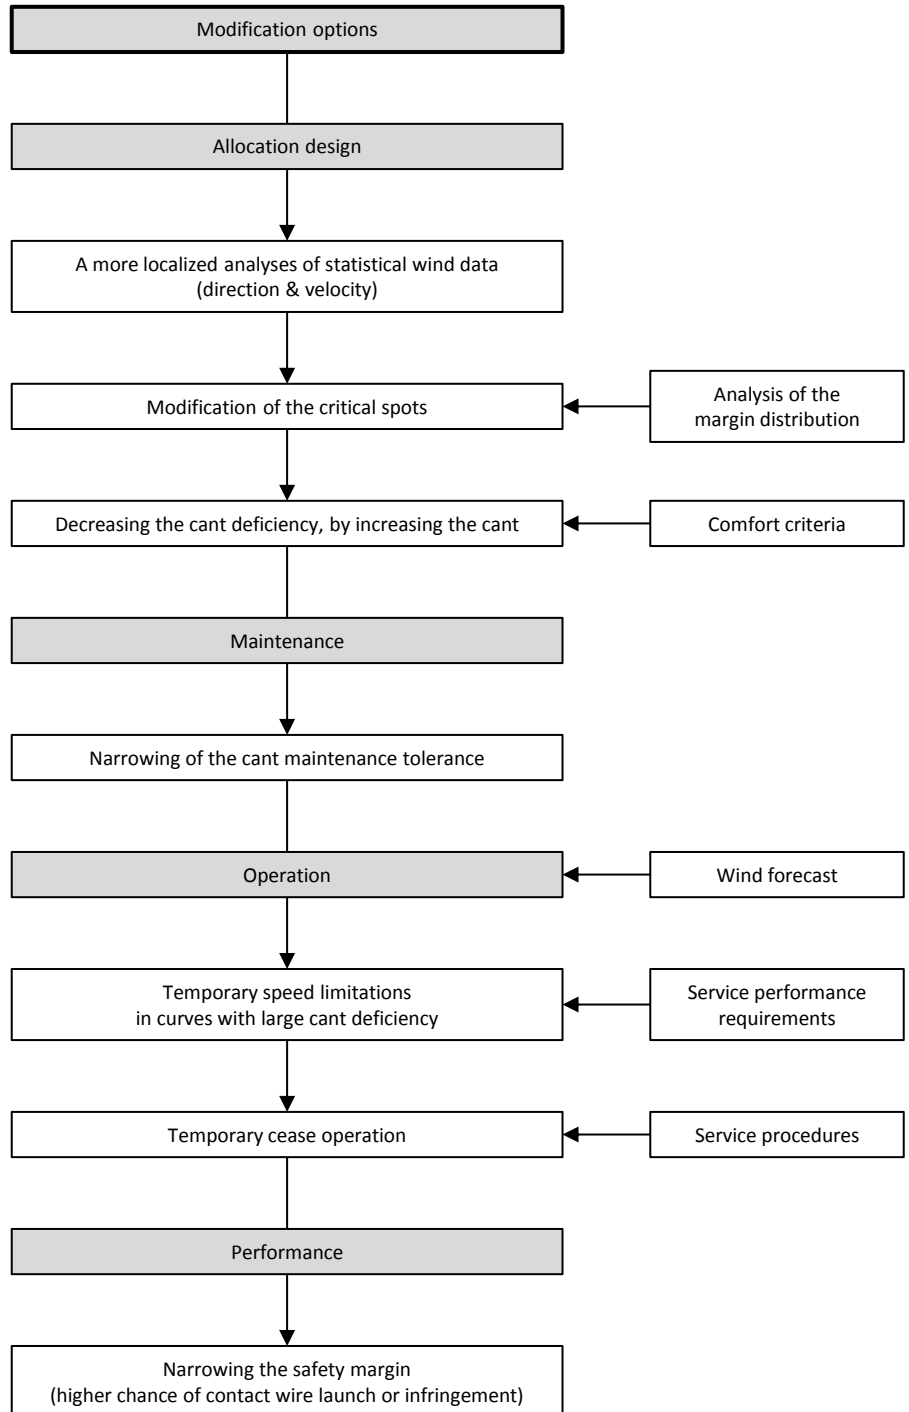 Modification options
Allocation design
A more localized analyses of statistical wind data
(direction & velocity)
Modification of the critical spots
Analysis of the
margin distribution
Decreasing the cant deficiency, by increasing the cant
Comfort criteria
Maintenance
Narrowing of the cant maintenance tolerance
Operation
Wind forecast
Temporary speed limitations
in curves with large cant deficiency
Service performance
requirements
Temporary cease operation
Service procedures
Performance
Narrowing the safety margin
(higher chance of contact wire launch or infringement)